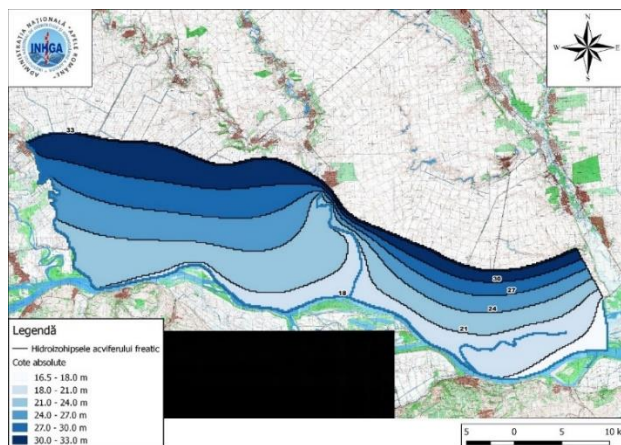 ADMINISTRAȚIA NAȚIONALĂ "APELE ROMÂNE"
INHGA
N
W E
S
33
30
27
24
21
18
Legendă
Hidroizohipsele acviferului freatic
Cote absolute
16.5 - 18.0 m
18.0 - 21.0 m
21.0 - 24.0 m
24.0 - 27.0 m
27.0 - 30.0 m
30.0 - 33.0 m
5 0 5 10 k